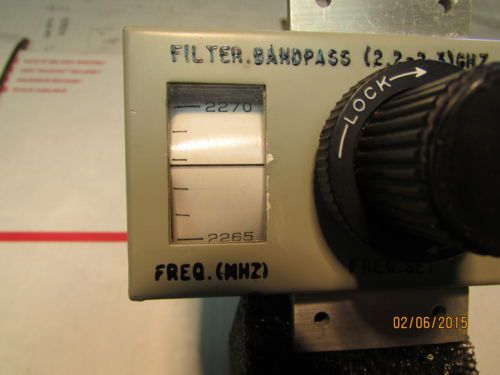 FILTER.BANDPASS (2.2-2.3)GHZ
LOCK
2270
2265
FREQ.(MHZ)
FREQ.SET
02/06/2015